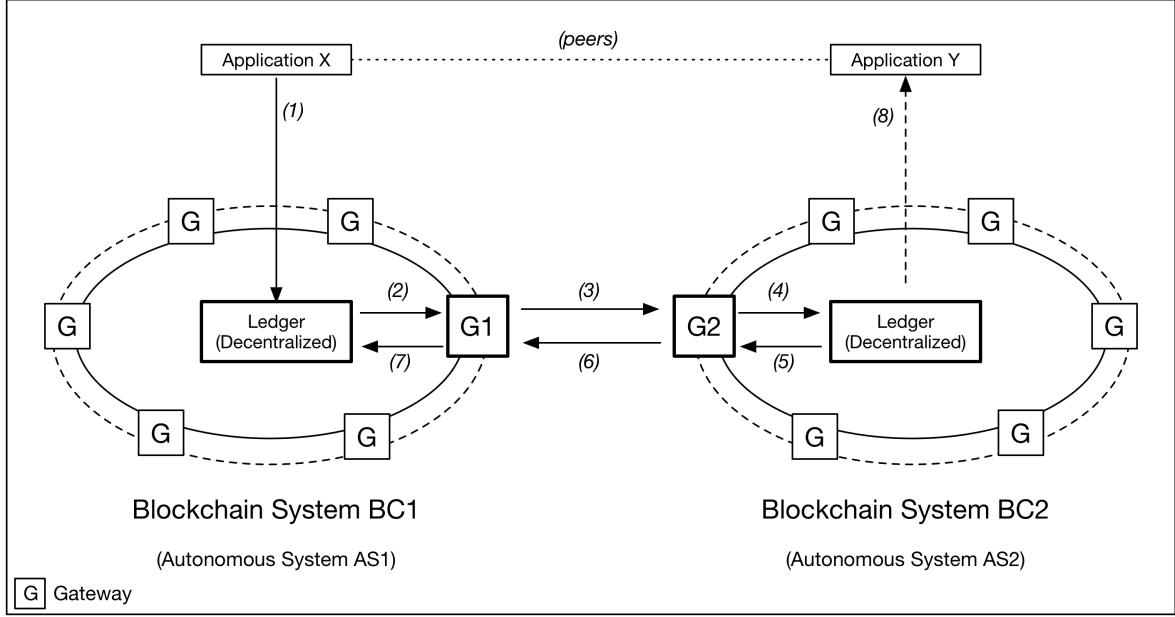 (peers)
Application X
Application Y
(1)
(8)
G
G
G
G
(2)
(3)
(4)
G
Ledger
(Decentralized)
G1
G2
Ledger
(Decentralized)
G
(7)
(6)
(5)
G
G
G
G
Blockchain System BC1
Blockchain System BC2
(Autonomous System AS1)
(Autonomous System AS2)
G Gateway